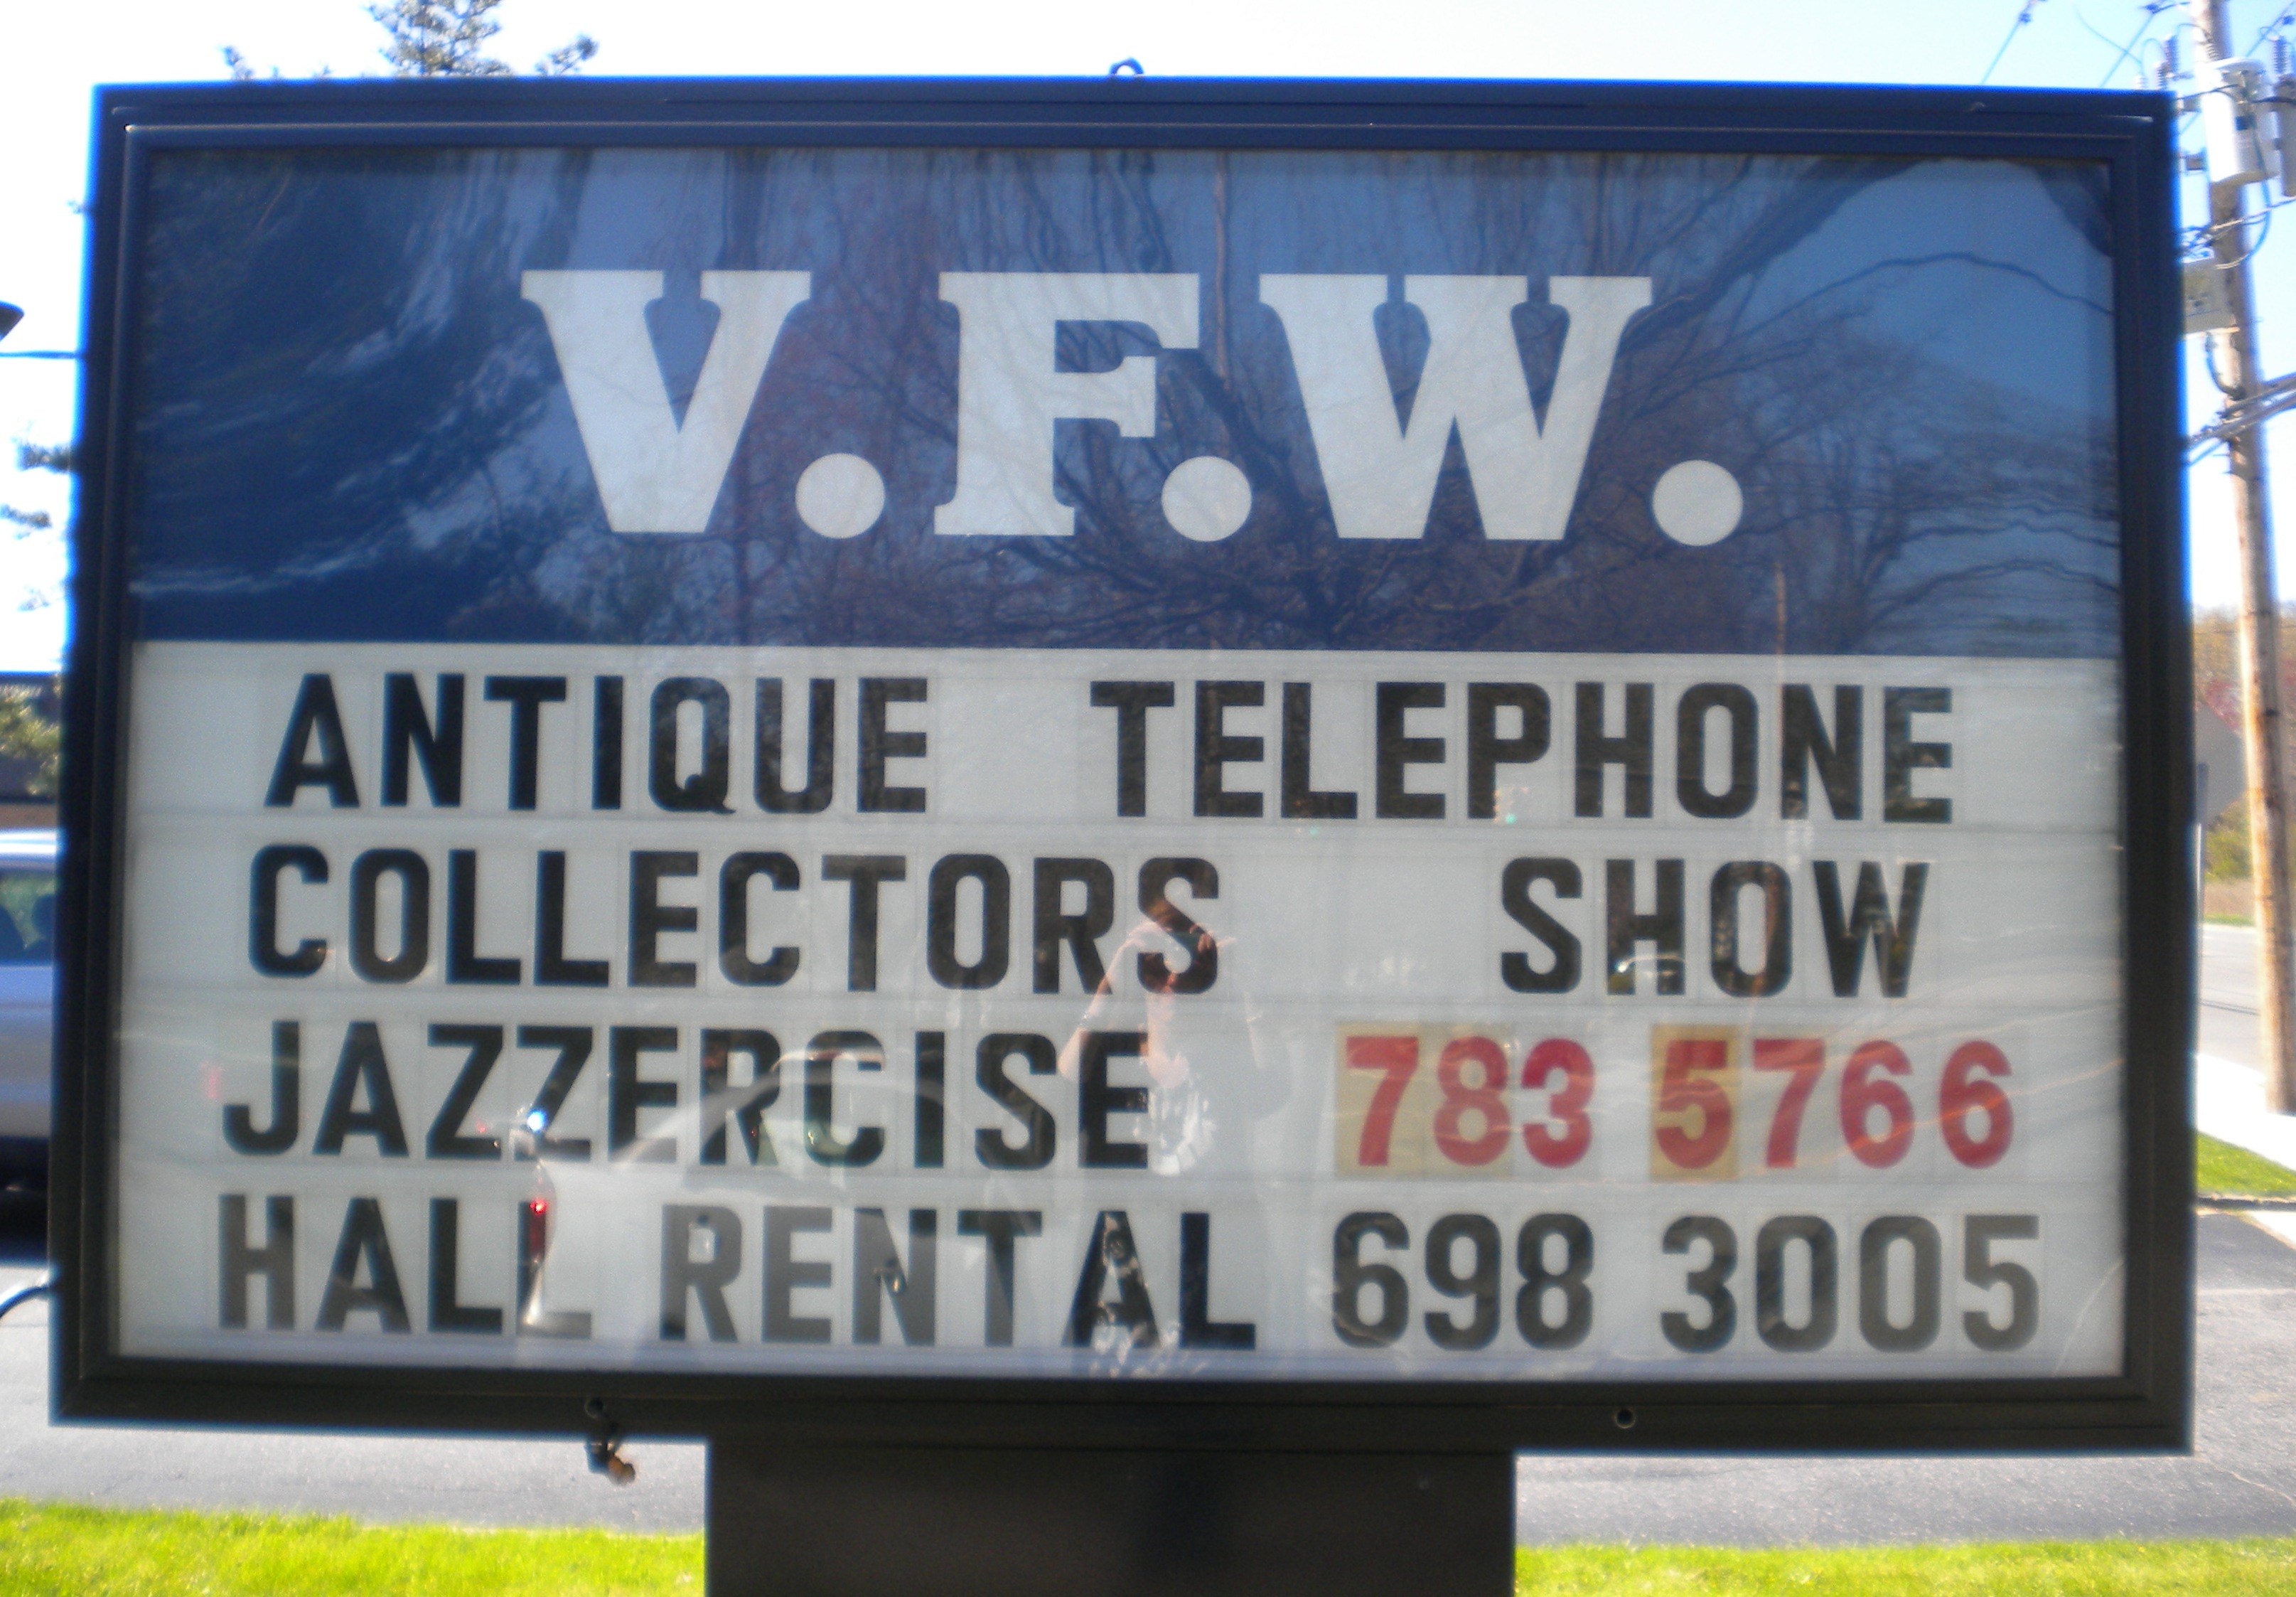 V.F.W.
ANTIQUE TELEPHONE
COLLECTORS SHOW
JAZZERCISE 783 5766
HALL RENTAL 698 3005